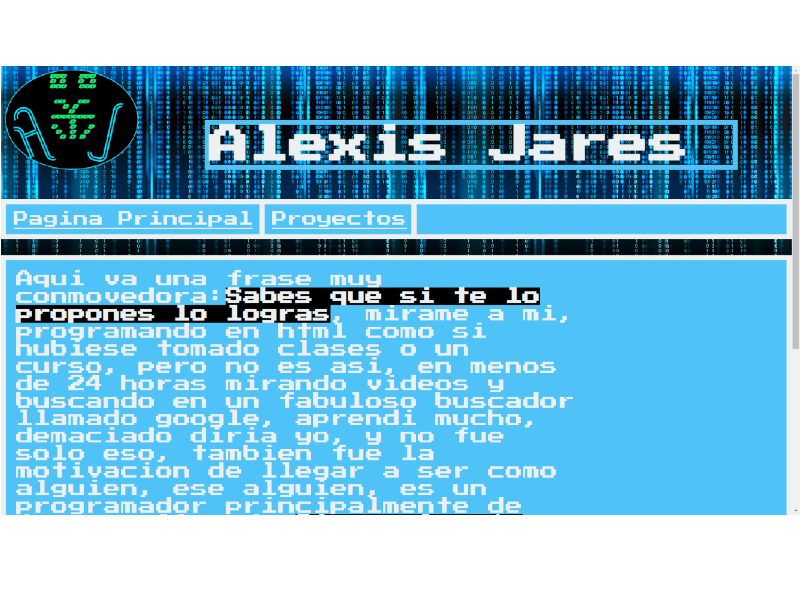 AJ
Alexis Jares
Pagina Principal Proyectos
Aqui va una frase muy
conmovedora:Sabes que si te lo
propones lo logras, mirame a mi,
programando en html como si
hubiese tomado clases o un
curso, pero no es asi, en menos
de 24 horas mirando videos y
buscando en un fabuloso buscador
llamado google, aprendi mucho,
demaciado diria yo, y no fue
solo eso, tambien fue la
motivacion de llegar a ser como
alguien, ese alguien, es un
programador principalmente de